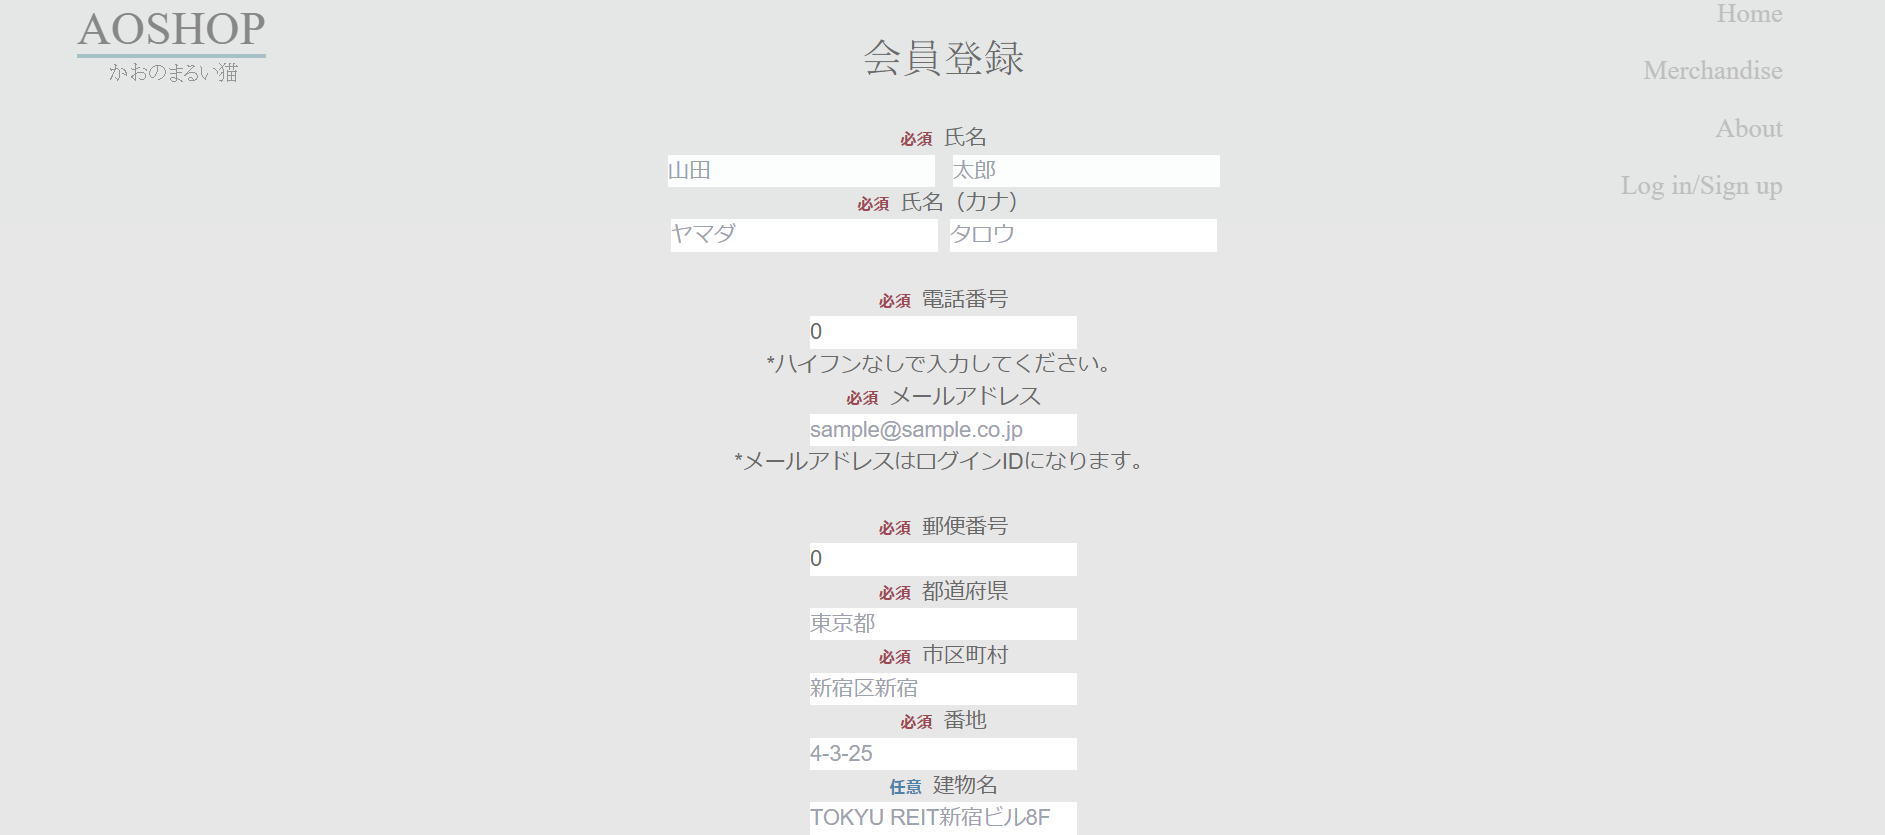 AOSHOP
かおのまるい猫
Home
Merchandise
About
Log in/Sign up
会員登録
必須 氏名
山田 太郎
必須 氏名（カナ）
ヤマダ タロウ
必須 電話番号
0
*ハイフンなしで入力してください。
必須 メールアドレス
sample@sample.co.jp
*メールアドレスはログインIDになります。
必須 郵便番号
0
必須 都道府県
東京都
必須 市区町村
新宿区新宿
必須 番地
4-3-25
任意 建物名
TOKYU REIT新宿ビル8F